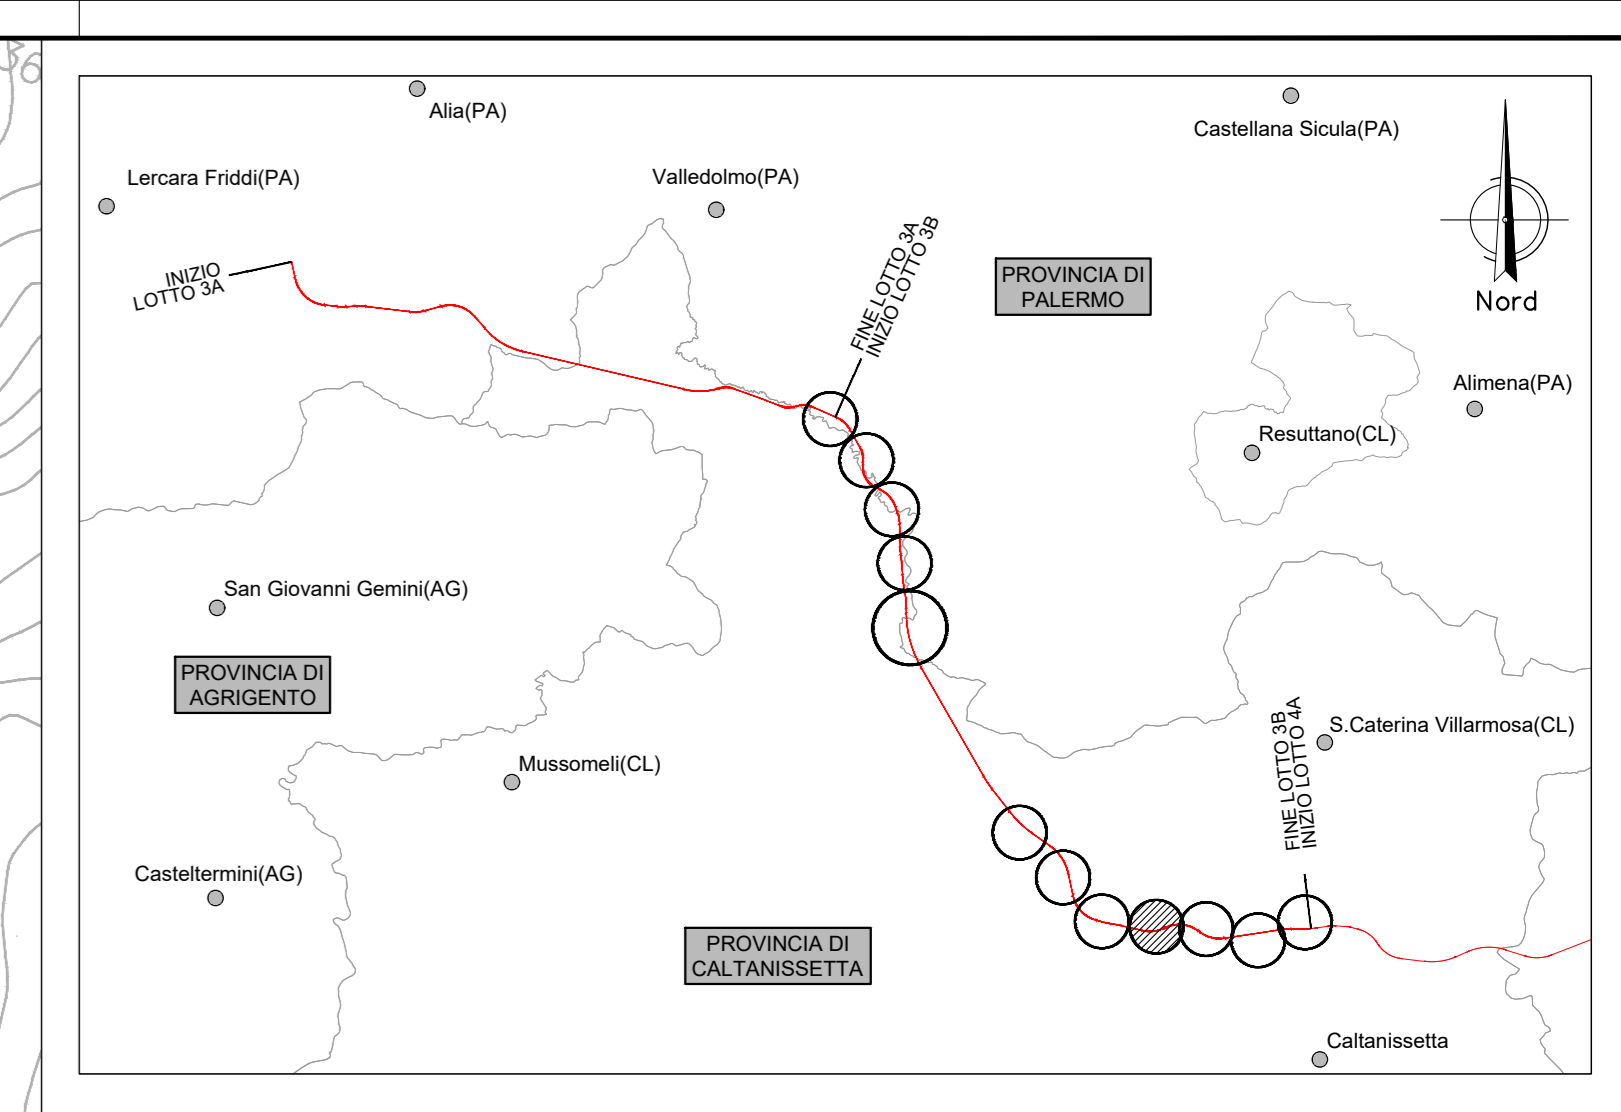 Alia(PA)
Castellana Sicula(PA)
Lercara Friddi(PA)
Valledolmo(PA)
INIZIO
LOTTO 3A
FINE LOTTO 3A
INIZIO LOTTO 3B
PROVINCIA DI
PALERMO
Nord
Alimena(PA)
Resuttano(CL)
San Giovanni Gemini(AG)
PROVINCIA DI
AGRIGENTO
FINE LOTTO 3B
INIZIO LOTTO 4A
S.Caterina Villarmosa(CL)
Mussomeli(CL)
Casteltermini(AG)
PROVINCIA DI
CALTANISSETTA
Caltanissetta